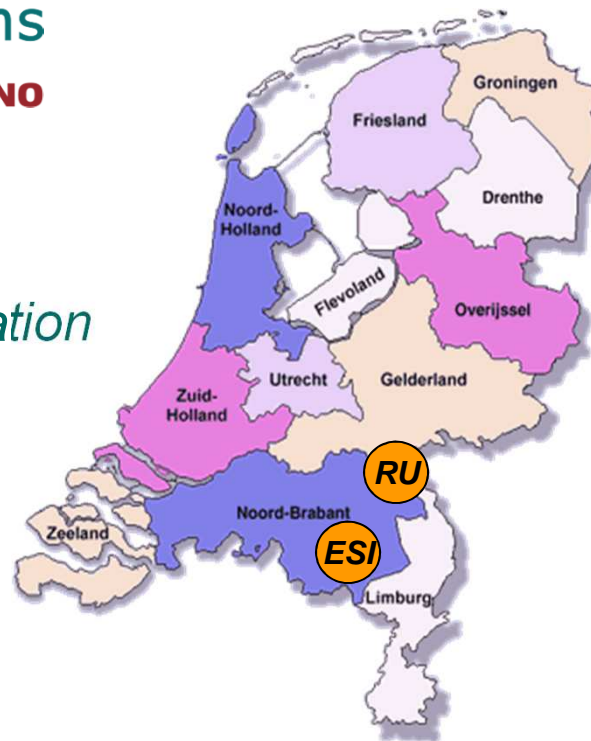 ns
NO
ation
Groningen
Friesland
Drenthe
Noord-
Holland
Flevoland
Overijssel
Utrecht
Gelderland
Zuid-
Holland
RU
Noord-Brabant
Zeeland
ESI
Limburg